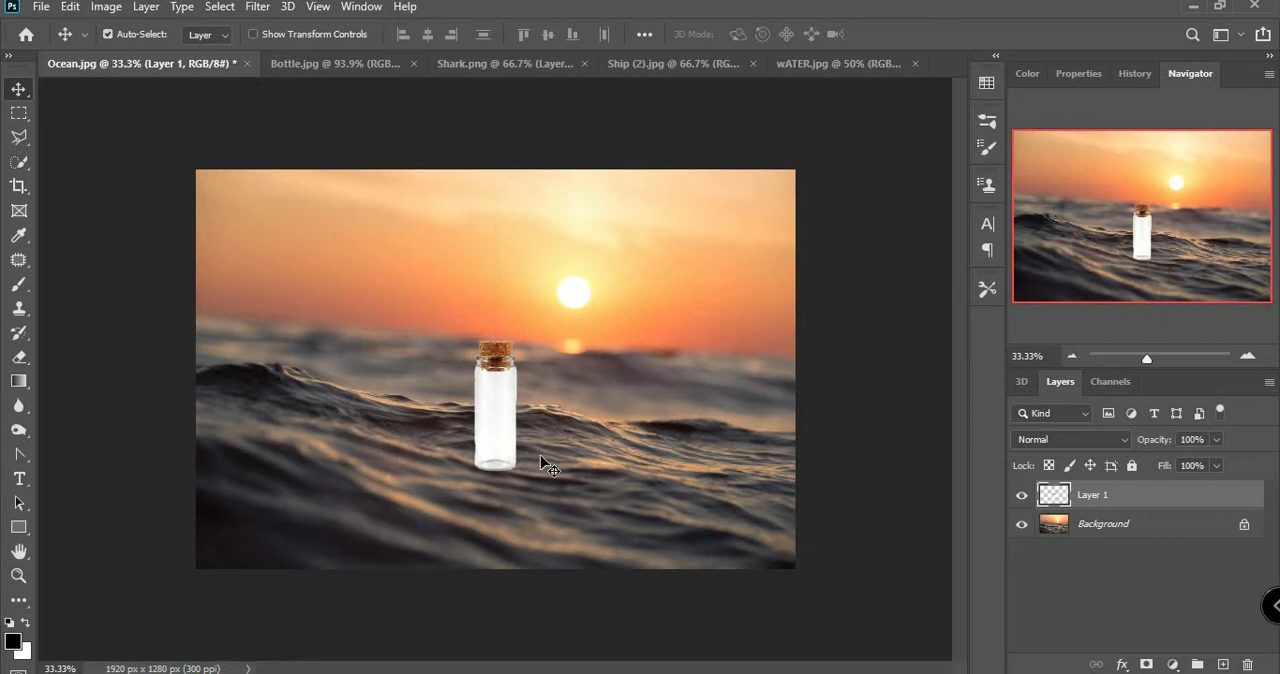 Ps File Edit Image Layer Type Select Filter 3D View Window Help
Auto-Select: Layer Show Transform Controls 3D Mode:
Ocean.jpg @ 33.3% (Layer 1, RGB/8#) * Bottle.jpg @ 93.9% (RGB... Shark.png @ 66.7% (Layer... Ship (2).jpg @ 66.7% (RG... wATER.jpg @ 50% (RGB...
Color Properties History Navigator
33.33%
3D Layers Channels
Kind
Normal Opacity: 100%
Lock: Fill: 100%
Layer 1
Background
33.33% 1920 px x 1280 px (300 ppi)